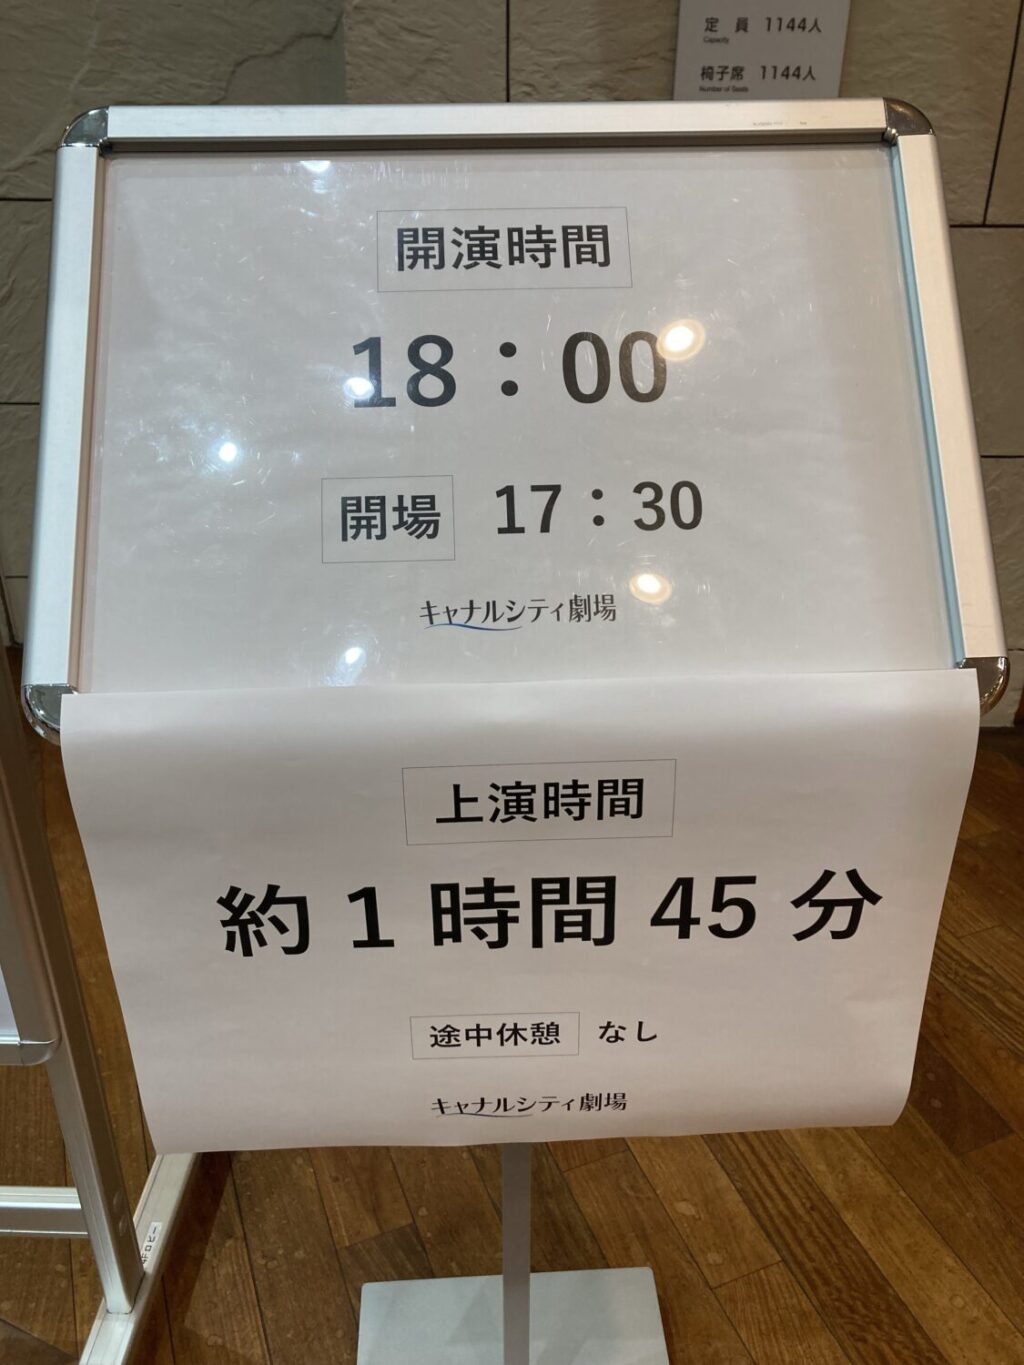 定 員 1144人
Capacity
椅子席 1144人
Number of Seats
開演時間
18：00
開場 17：30
キャナルシティ劇場
上演時間
約 1 時間 45 分
途中休憩 なし
キャナルシティ劇場